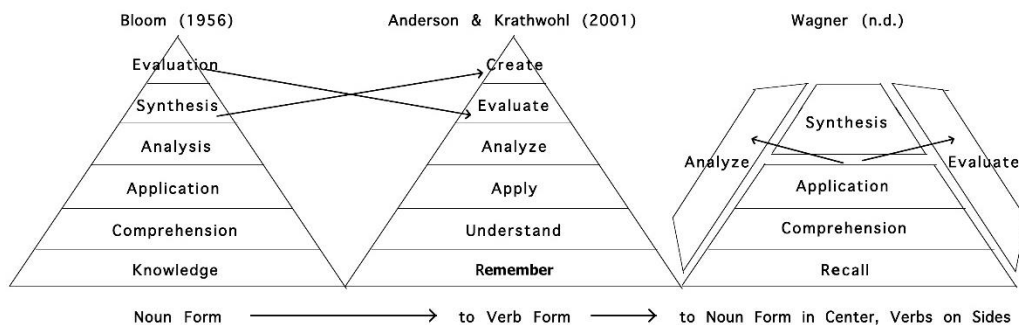 Bloom (1956)
Evaluation
Synthesis
Analysis
Application
Comprehension
Knowledge
Anderson & Krathwohl (2001)
Create
Evaluate
Analyze
Apply
Understand
Remember
Wagner (n.d.)
Synthesis
Analyze
Evaluate
Application
Comprehension
Recall
Noun Form
to Verb Form
to Noun Form in Center, Verbs on Sides